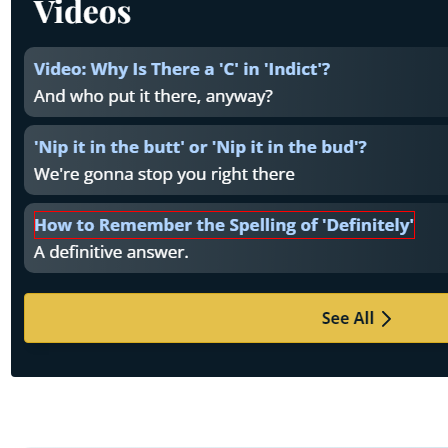 Videos
Video: Why Is There a 'C' in 'Indict'?
And who put it there, anyway?
'Nip it in the butt' or 'Nip it in the bud'?
We're gonna stop you right there
How to Remember the Spelling of 'Definitely'
A definitive answer.
See All